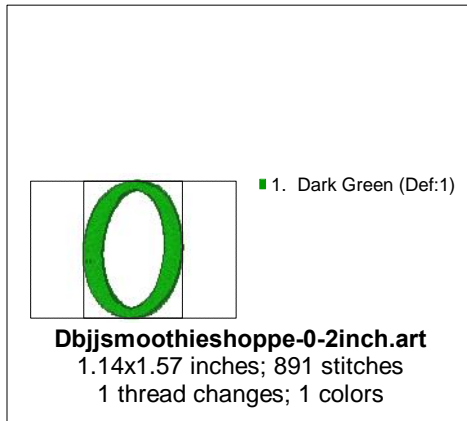 1. Dark Green (Def:1)
0
Dbjjsmoothieshoppe-0-2inch.art
1.14x1.57 inches; 891 stitches
1 thread changes; 1 colors